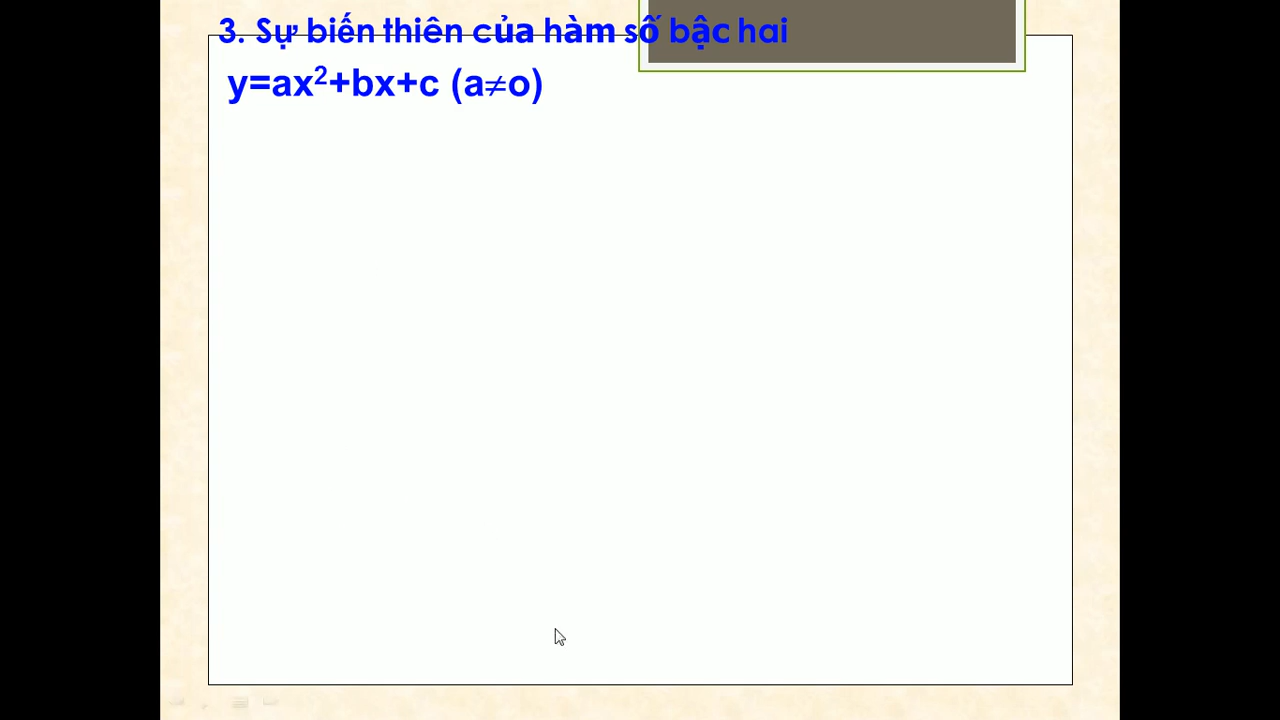 3. Sự biến thiên của hàm số bậc hai
y=ax²+bx+c (a≠o)